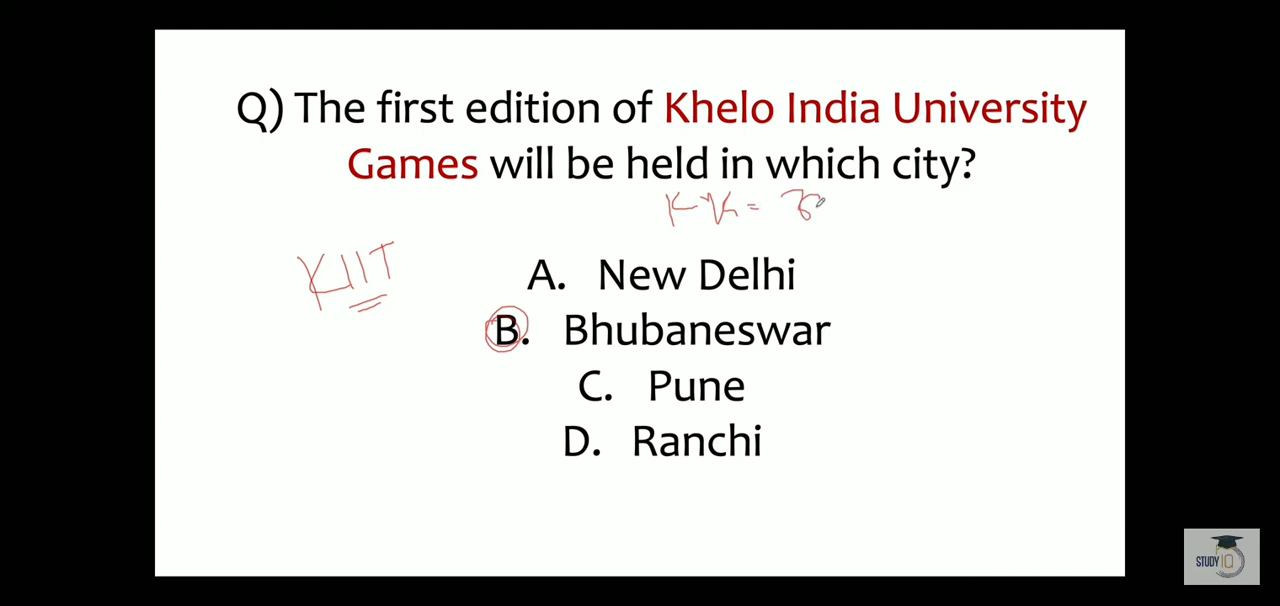 Q) The first edition of Khelo India University
Games will be held in which city?
KIIT
A. New Delhi
B. Bhubaneswar
C. Pune
D. Ranchi
STUDY IQ